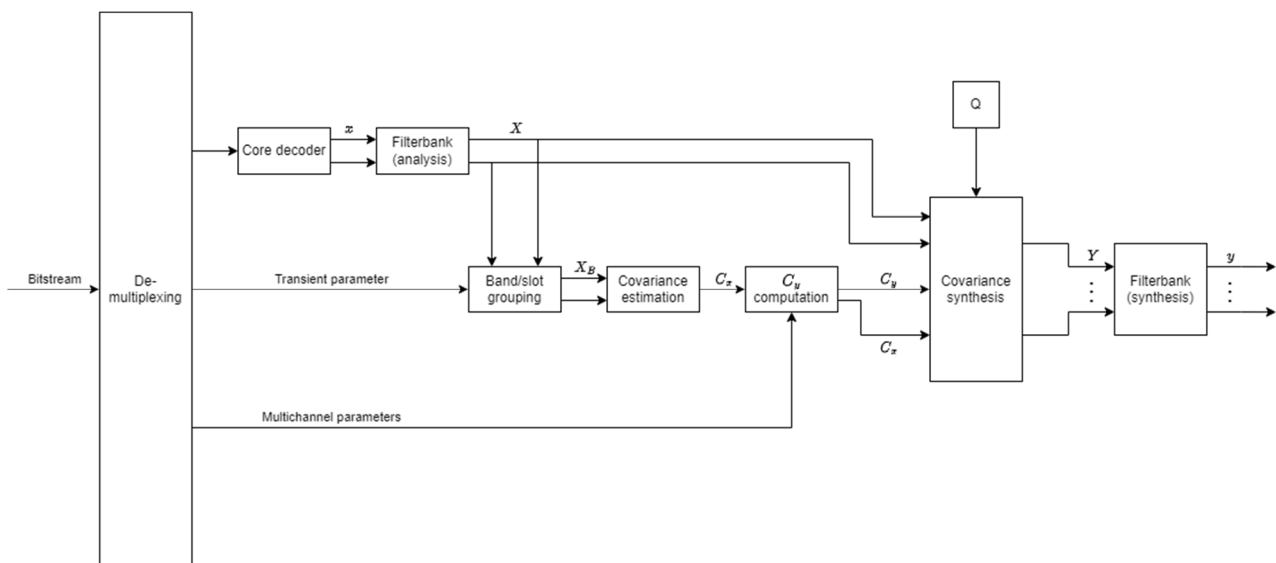 Q
x
X
Core decoder
Filterbank
(analysis)
Bitstream
De-
multiplexing
Transient parameter
Band/slot
grouping
X_B
Covariance
estimation
C_x
C_y
computation
C_y
C_x
Covariance
synthesis
Y
⋮
Filterbank
(synthesis)
y
⋮
Multichannel parameters